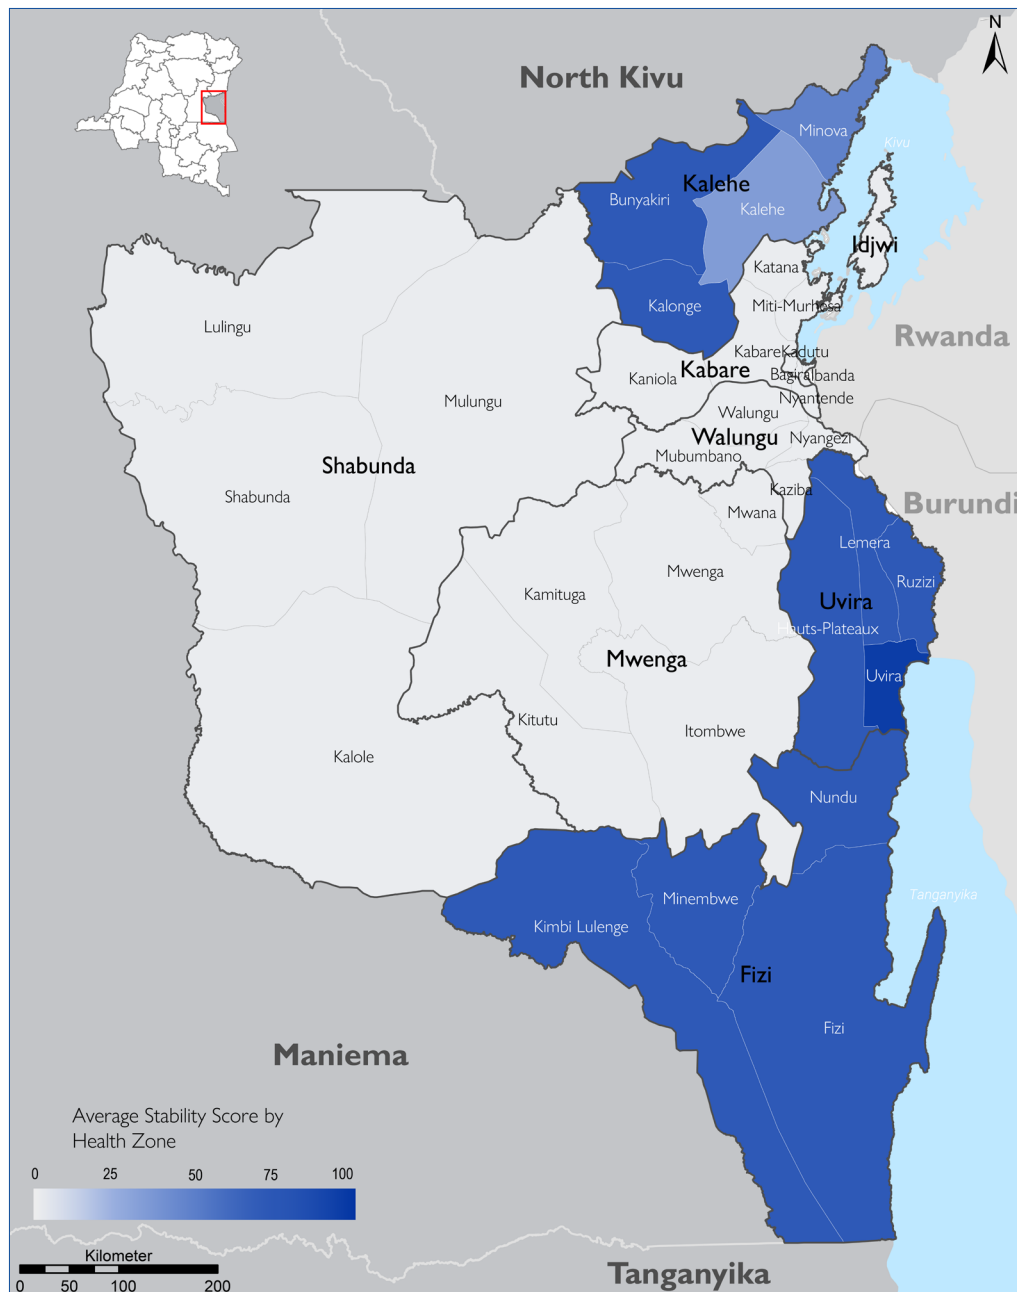 N
North Kivu
Minova
Kivu
Kalehe
Bunyakiri
Kalehe
Idjwi
Katana
Kalonge
Miti-Murhosa
Lulingu
Rwanda
KabareKadutu
Kabare
Bagiralbanda
Kaniola
Mulungu
Nyantende
Walungu
Walungu
Nyangezi
Mubumbano
Shabunda
Kaziba
Shabunda
Burundi
Mwana
Lemera
Mwenga
Ruzizi
Kamituga
Uvira
Hauts-Plateaux
Mwenga
Uvira
Kitutu
Itombwe
Kalole
Nundu
Tanganyika
Minembwe
Kimbi Lulenge
Fizi
Fizi
Maniema
Average Stability Score by
Health Zone
0 25 50 75 100
Kilometer
0 50 100 200
Tanganyika